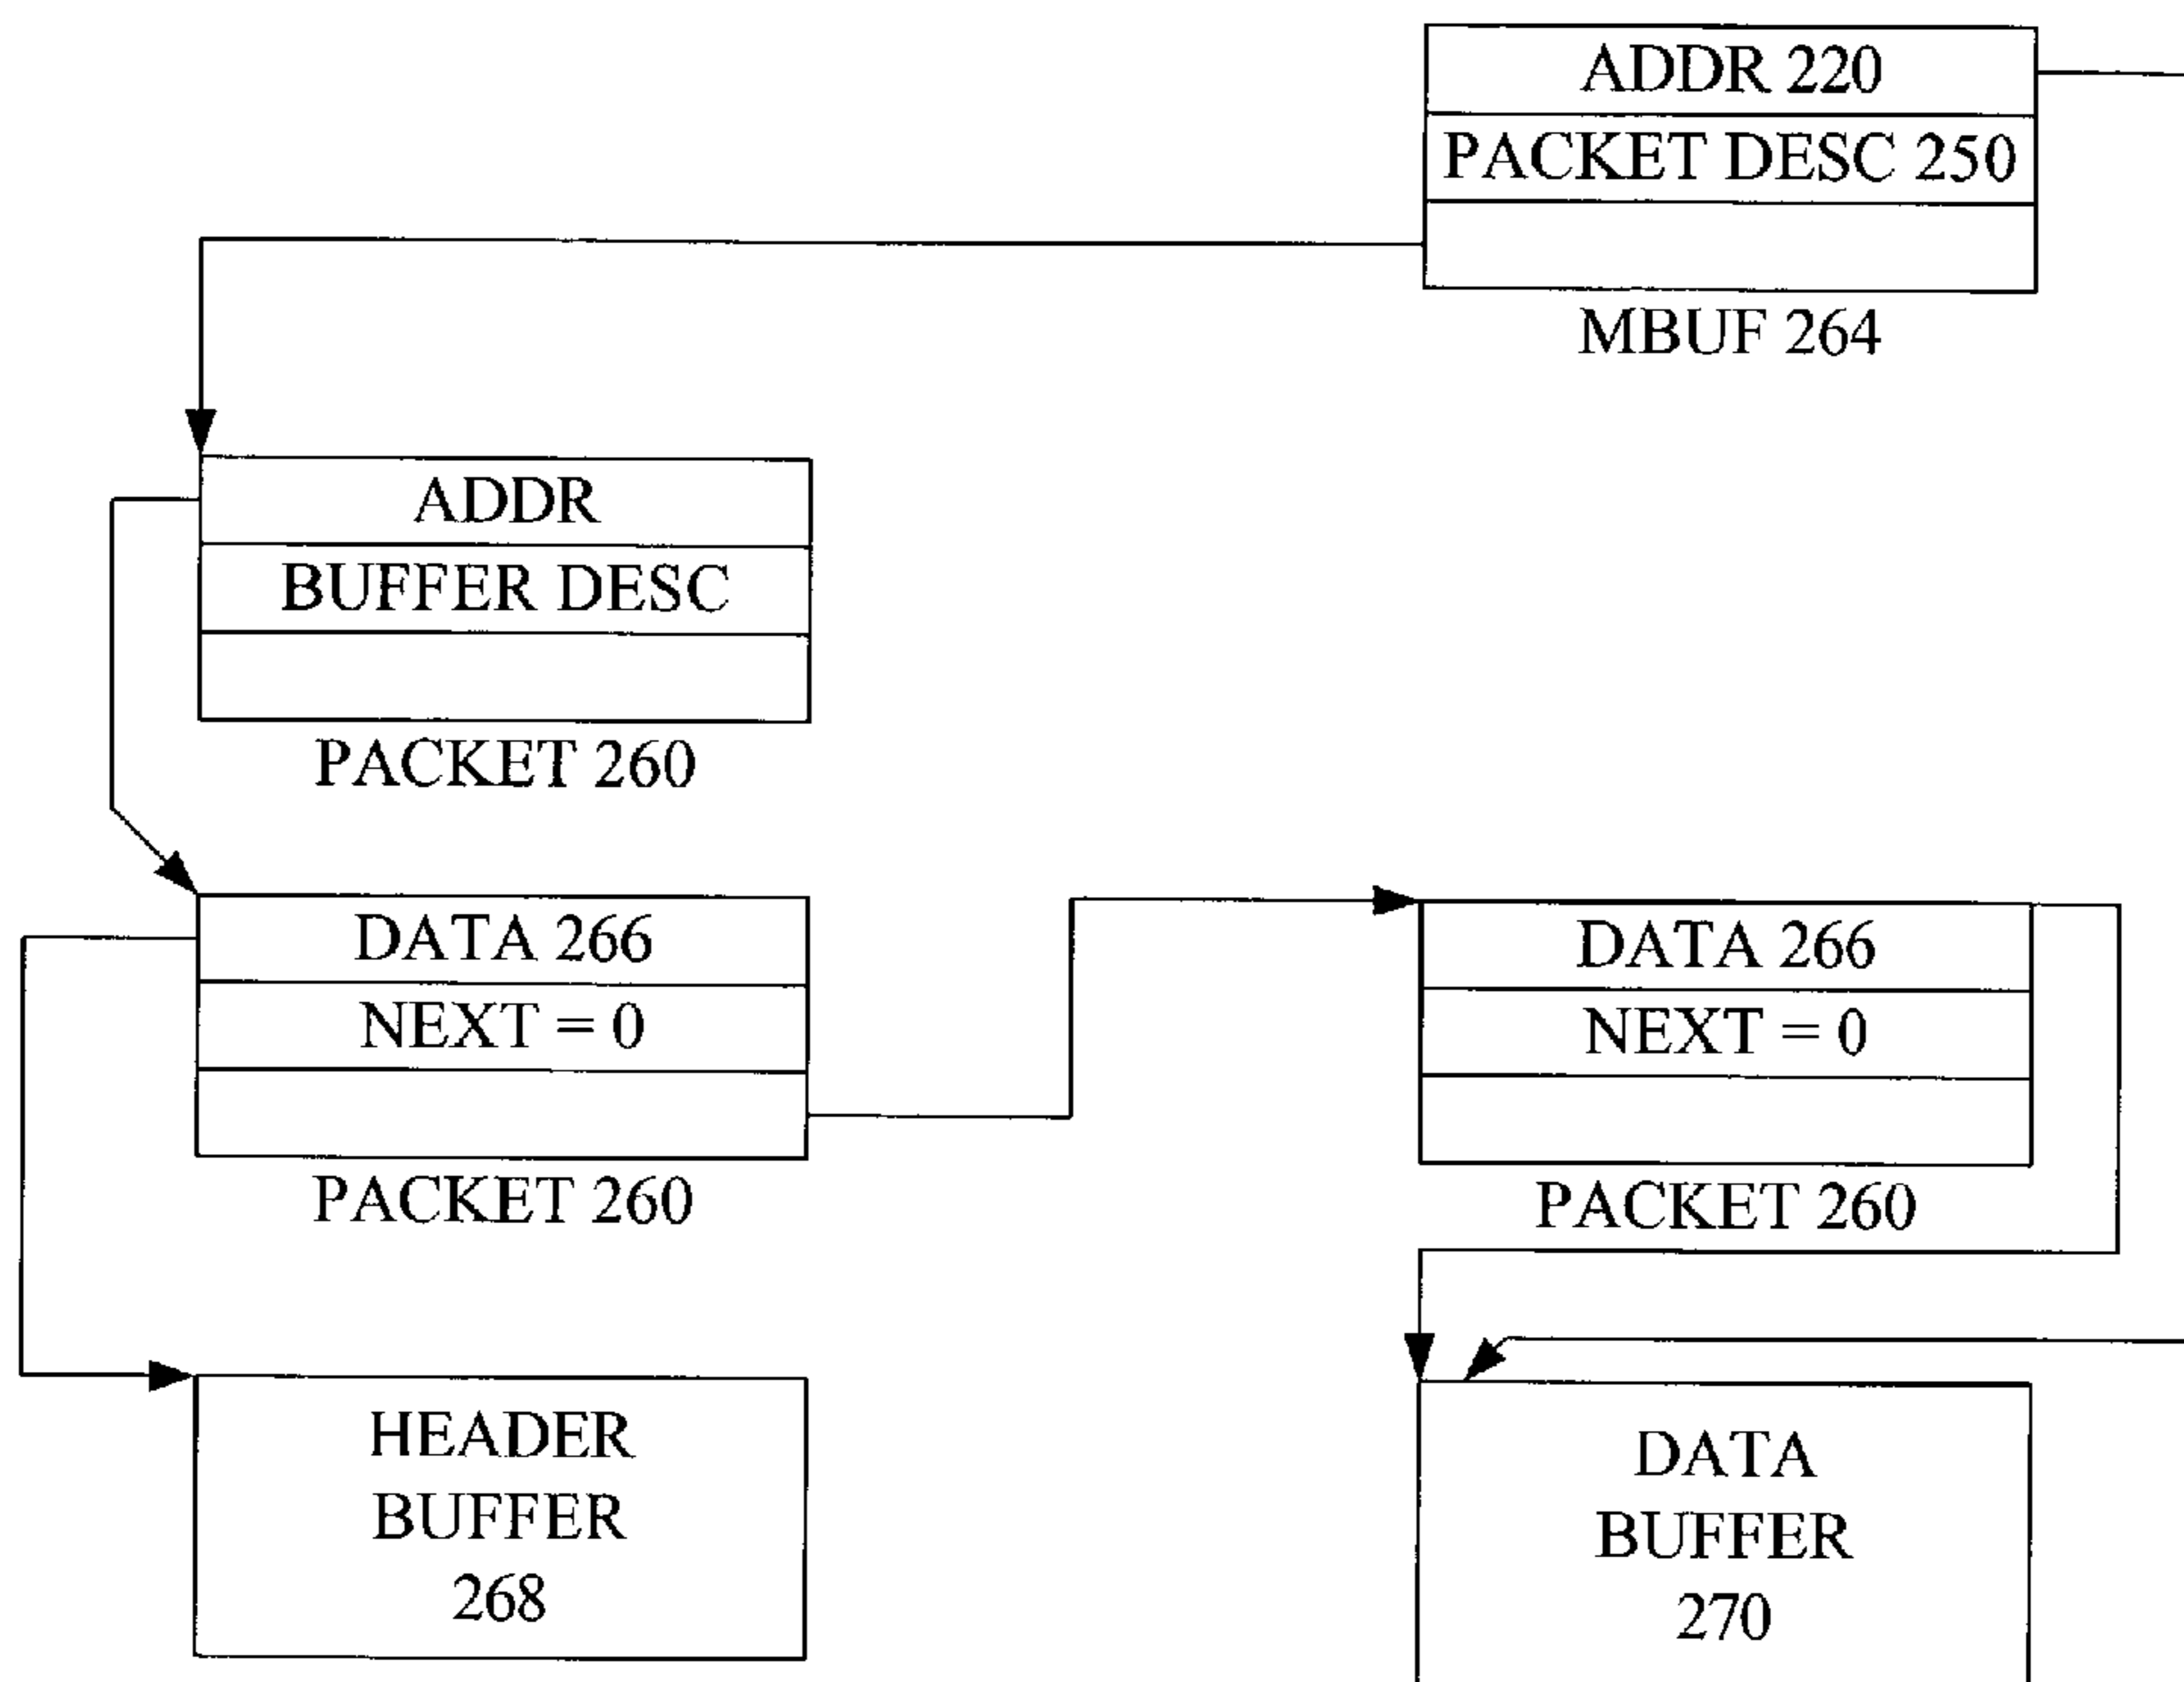 ADDR 220
PACKET DESC 250
MBUF 264
ADDR
BUFFER DESC
PACKET 260
DATA 266
NEXT = 0
PACKET 260
DATA 266
NEXT = 0
PACKET 260
HEADER
BUFFER
268
DATA
BUFFER
270